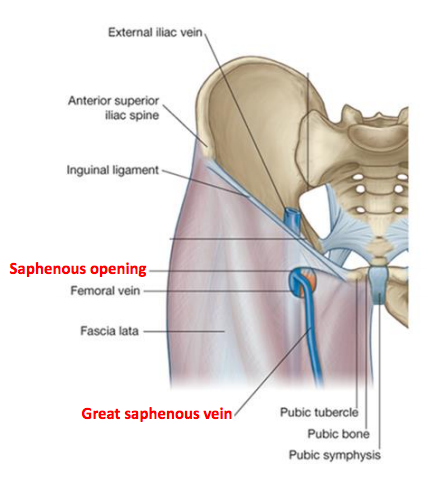 External iliac vein
Anterior superior
iliac spine
Inguinal ligament
Saphenous opening
Femoral vein
Fascia lata
Great saphenous vein
Pubic tubercle
Pubic bone
Pubic symphysis